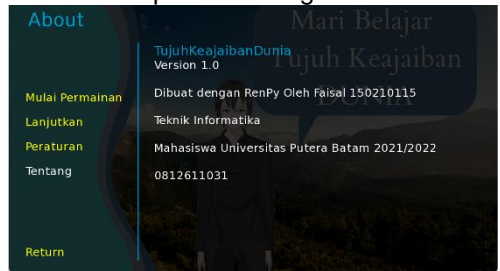 About
Mari Belajar
Tujuh Keajaiban
DUNIA
TujuhKeajaibanDunia
Version 1.0
Mulai Permainan
Dibuat dengan RenPy Oleh Faisal 150210115
Lanjutkan
Teknik Informatika
Peraturan
Mahasiswa Universitas Putera Batam 2021/2022
Tentang
0812611031
Return